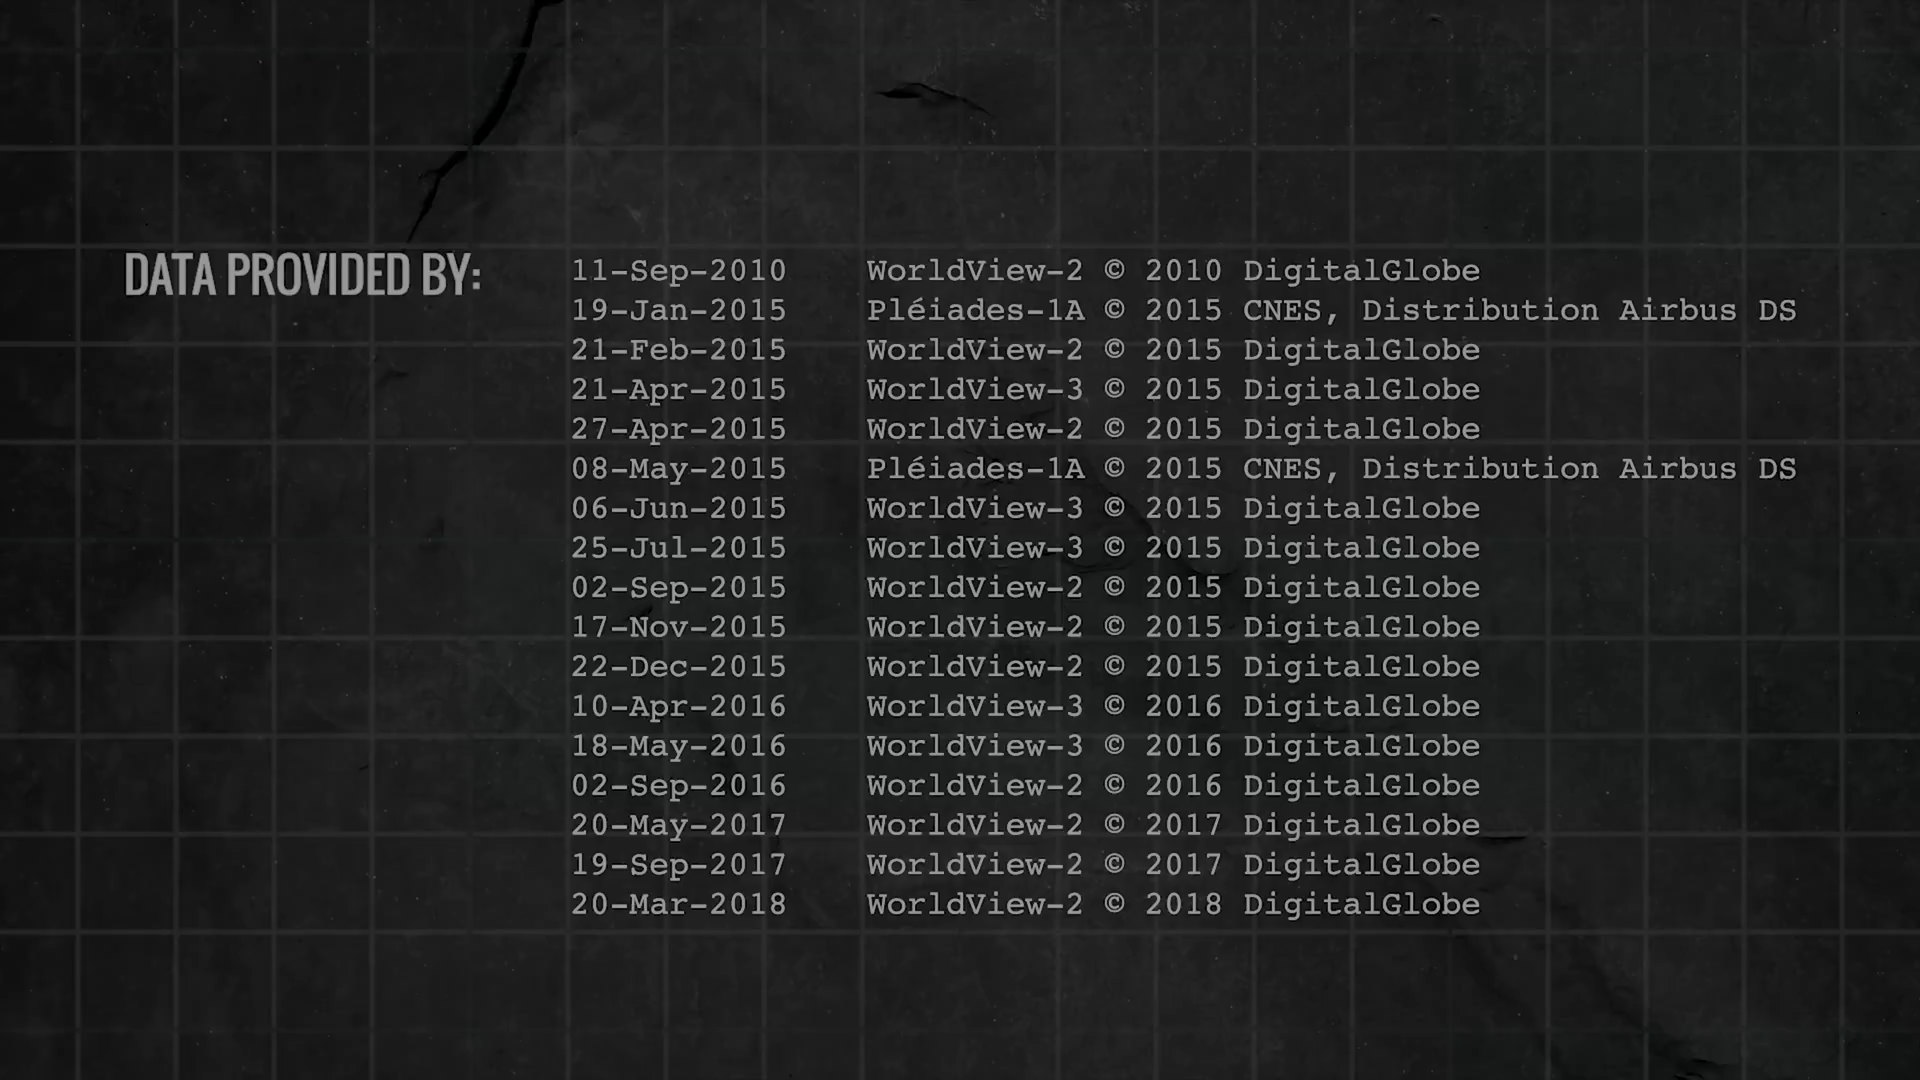 DATA PROVIDED BY:
11-Sep-2010 WorldView-2 © 2010 DigitalGlobe
19-Jan-2015 Pléiades-1A © 2015 CNES, Distribution Airbus DS
21-Feb-2015 WorldView-2 © 2015 DigitalGlobe
21-Apr-2015 WorldView-3 © 2015 DigitalGlobe
27-Apr-2015 WorldView-2 © 2015 DigitalGlobe
08-May-2015 Pléiades-1A © 2015 CNES, Distribution Airbus DS
06-Jun-2015 WorldView-3 © 2015 DigitalGlobe
25-Jul-2015 WorldView-3 © 2015 DigitalGlobe
02-Sep-2015 WorldView-2 © 2015 DigitalGlobe
17-Nov-2015 WorldView-2 © 2015 DigitalGlobe
22-Dec-2015 WorldView-2 © 2015 DigitalGlobe
10-Apr-2016 WorldView-3 © 2016 DigitalGlobe
18-May-2016 WorldView-3 © 2016 DigitalGlobe
02-Sep-2016 WorldView-2 © 2016 DigitalGlobe
20-May-2017 WorldView-2 © 2017 DigitalGlobe
19-Sep-2017 WorldView-2 © 2017 DigitalGlobe
20-Mar-2018 WorldView-2 © 2018 DigitalGlobe